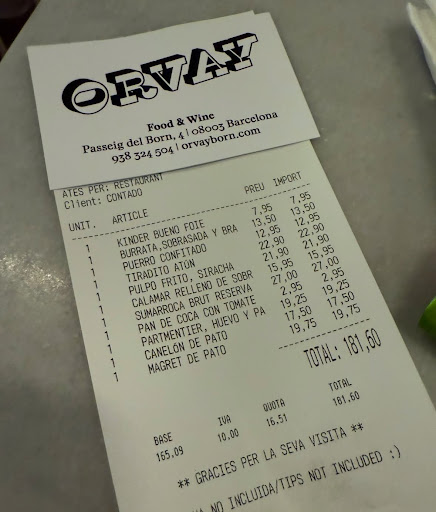 ORVAY
Food & Wine
Passeig del Born, 4 | 08003 Barcelona
938 324 504 | orvayborn.com
ATES PER: RESTAURANT
Client: CONTADO
UNIT. ARTICLE PREU IMPORT
1 KINDER BUENO FOIE 7,95 7,95
1 BURRATA,SOBRASADA Y BRA 13,50 13,50
1 PUERRO CONFITADO 12,95 12,95
1 TIRADITO ATÚN 22,90 22,90
1 PULPO FRITO, SIRACHA 21,90 21,90
1 CALAMAR RELLENO DE SOBR 15,95 15,95
1 SUMARROCA BRUT RESERVA 27,00 27,00
1 PAN DE COCA CON TOMATE 2,95 2,95
1 PARTMENTIER, HUEVO Y PA 19,25 19,25
1 CANELÓN DE PATO 17,50 17,50
1 MAGRET DE PATO 19,75 19,75
TOTAL: 181,60
BASE IVA QUOTA TOTAL
165.09 10.00 16.51 181.60
** GRACIES PER LA SEVA VISITA **
NO INCLUIDA/TIPS NOT INCLUDED :)